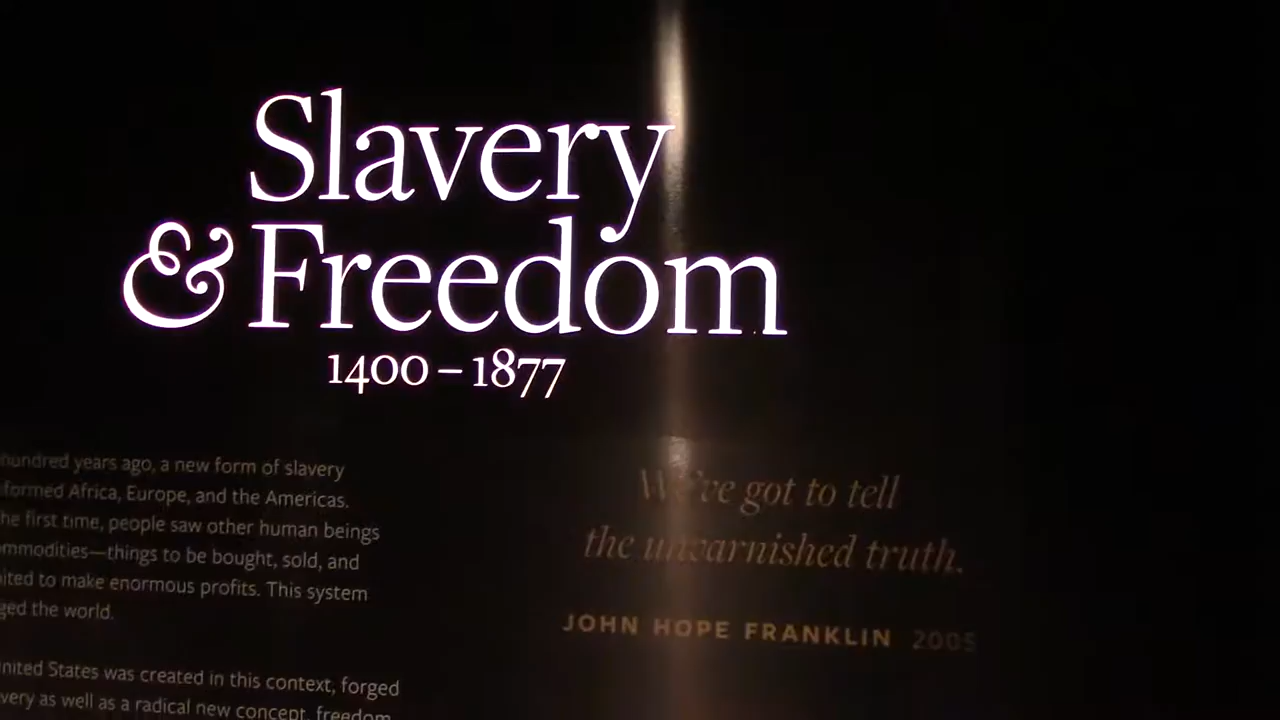 Slavery
& Freedom
1400 – 1877
hundred years ago, a new form of slavery
formed Africa, Europe, and the Americas.
he first time, people saw other human beings
mmodities—things to be bought, sold, and
ited to make enormous profits. This system
ged the world.
nited States was created in this context, forged
very as well as a radical new concept, freedom
We've got to tell
the unvarnished truth.
JOHN HOPE FRANKLIN 2005